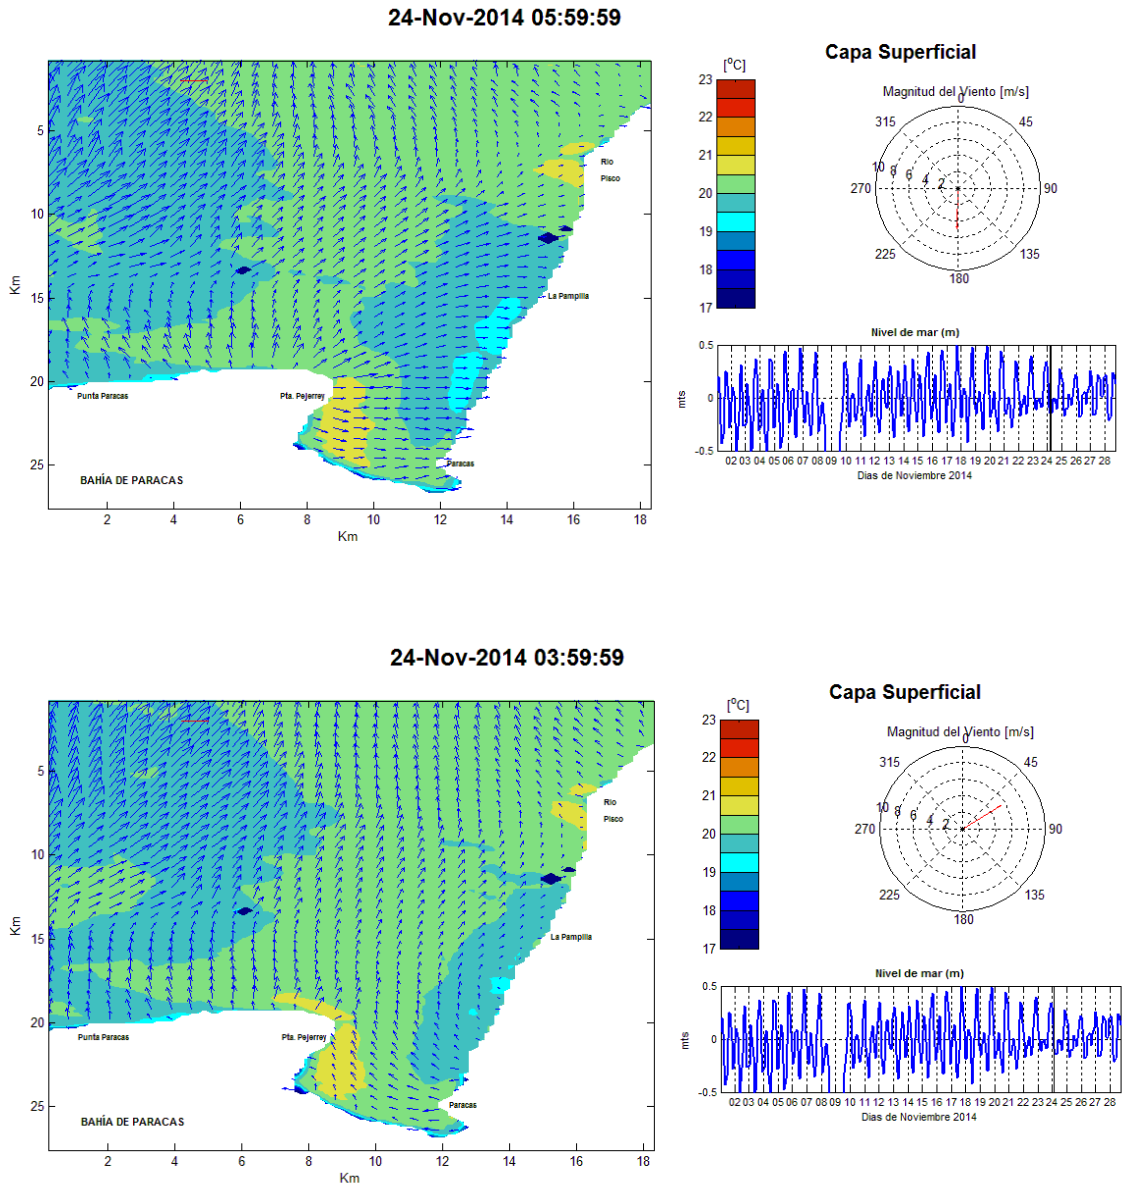 24-Nov-2014 05:59:59
Capa Superficial
[°C]
23
22
21
20
19
18
17
Magnitud del Viento [m/s]
0
315
45
10 8 6 4 2
270
90
225
135
180
Km
5
10
15
20
25
Rio
Pisco
La Pampilla
Punta Paracas
Pta. Pejerrey
Paracas
BAHÍA DE PARACAS
2 4 6 8 10 12 14 16 18
Km
Nivel de mar (m)
mts
0.5
0
-0.5
02 03 04 05 06 07 08 09 10 11 12 13 14 15 16 17 18 19 20 21 22 23 24 25 26 27 28
Dias de Noviembre 2014
24-Nov-2014 03:59:59
Capa Superficial
[°C]
23
22
21
20
19
18
17
Magnitud del Viento [m/s]
0
315
45
10 8 6 4 2
270
90
225
135
180
Km
5
10
15
20
25
Rio
Pisco
La Pampilla
Punta Paracas
Pta. Pejerrey
Paracas
BAHÍA DE PARACAS
2 4 6 8 10 12 14 16 18
Km
Nivel de mar (m)
mts
0.5
0
-0.5
02 03 04 05 06 07 08 09 10 11 12 13 14 15 16 17 18 19 20 21 22 23 24 25 26 27 28
Dias de Noviembre 2014